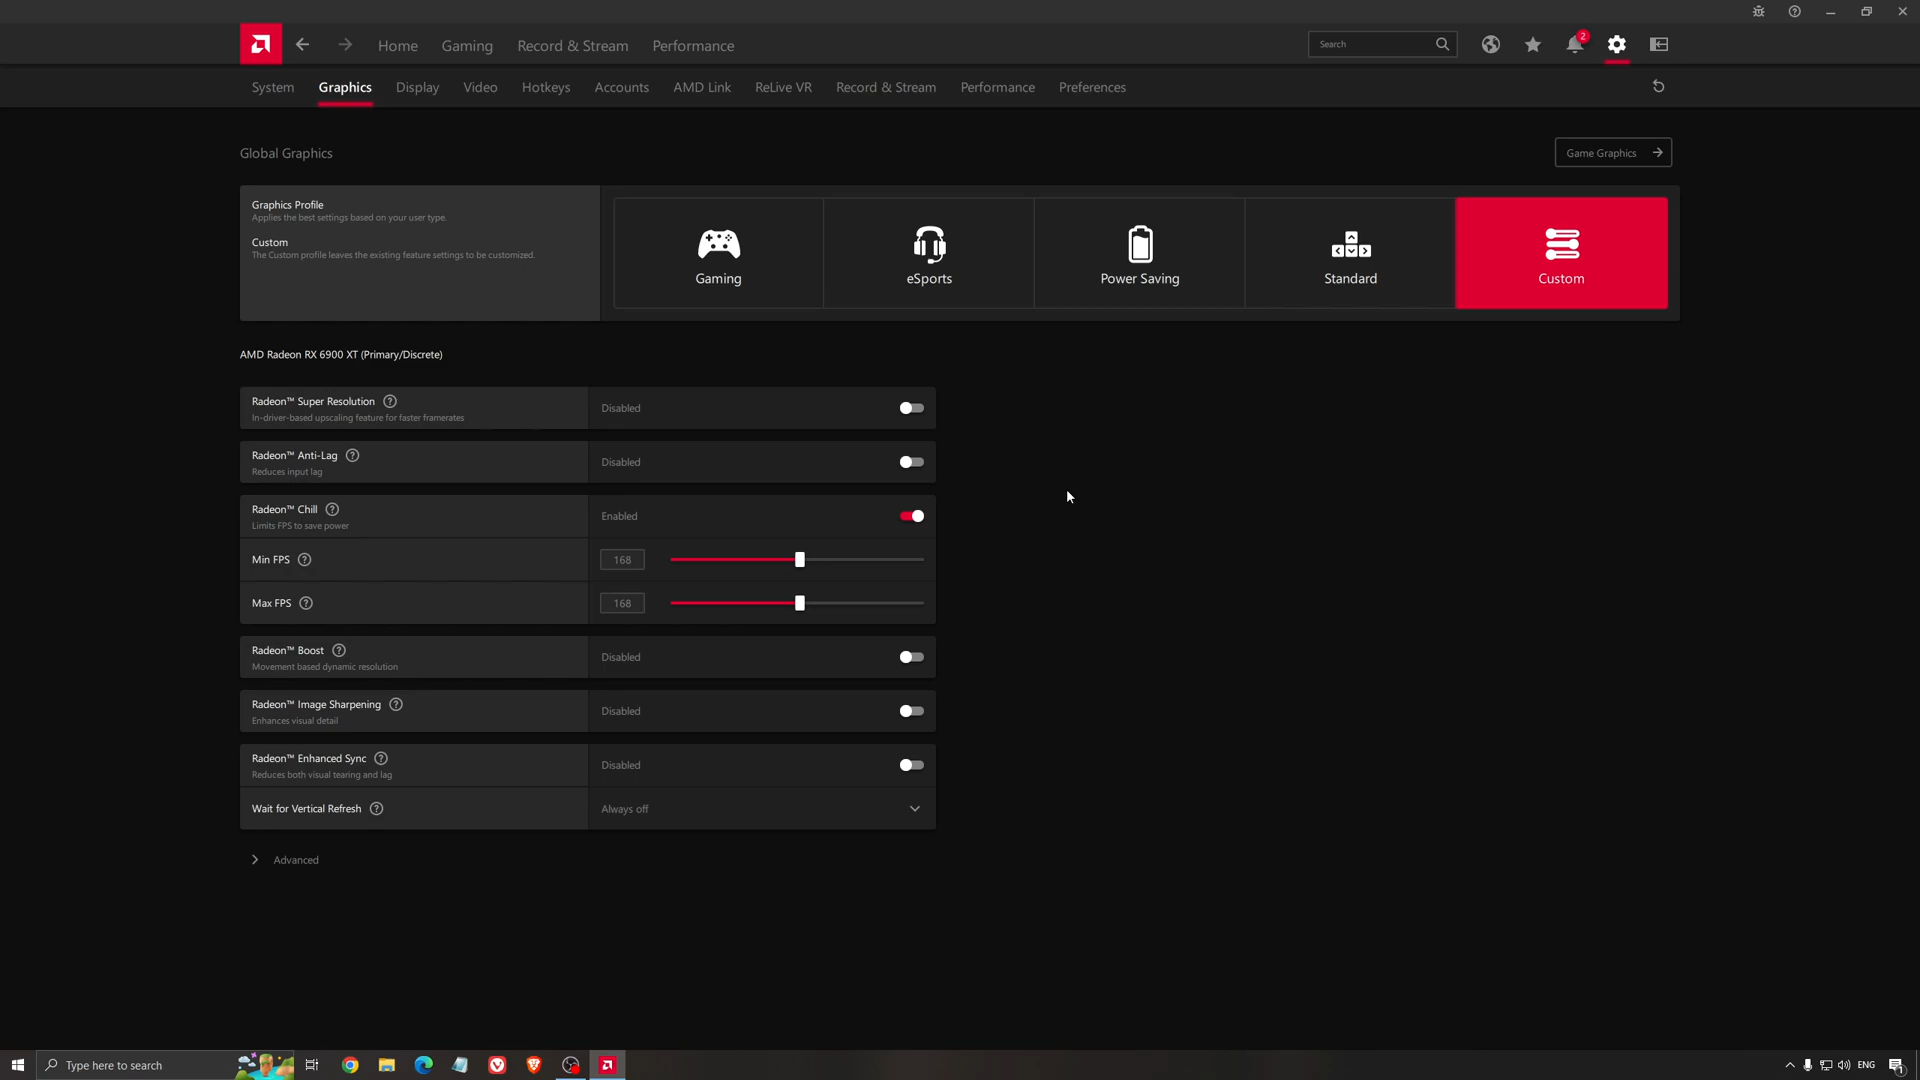 Home
Gaming
Record & Stream
Performance
Search
2
System
Graphics
Display
Video
Hotkeys
Accounts
AMD Link
ReLive VR
Record & Stream
Performance
Preferences
Global Graphics
Game Graphics
Graphics Profile
Applies the best settings based on your user type.
Custom
The Custom profile leaves the existing feature settings to be customized.
Gaming
eSports
Power Saving
Standard
Custom
AMD Radeon RX 6900 XT (Primary/Discrete)
Radeon™ Super Resolution
In-driver-based upscaling feature for faster framerates
Disabled
Radeon™ Anti-Lag
Reduces input lag
Disabled
Radeon™ Chill
Limits FPS to save power
Enabled
Min FPS
168
Max FPS
168
Radeon™ Boost
Movement based dynamic resolution
Disabled
Radeon™ Image Sharpening
Enhances visual detail
Disabled
Radeon™ Enhanced Sync
Reduces both visual tearing and lag
Disabled
Wait for Vertical Refresh
Always off
Advanced
Type here to search
ENG
1